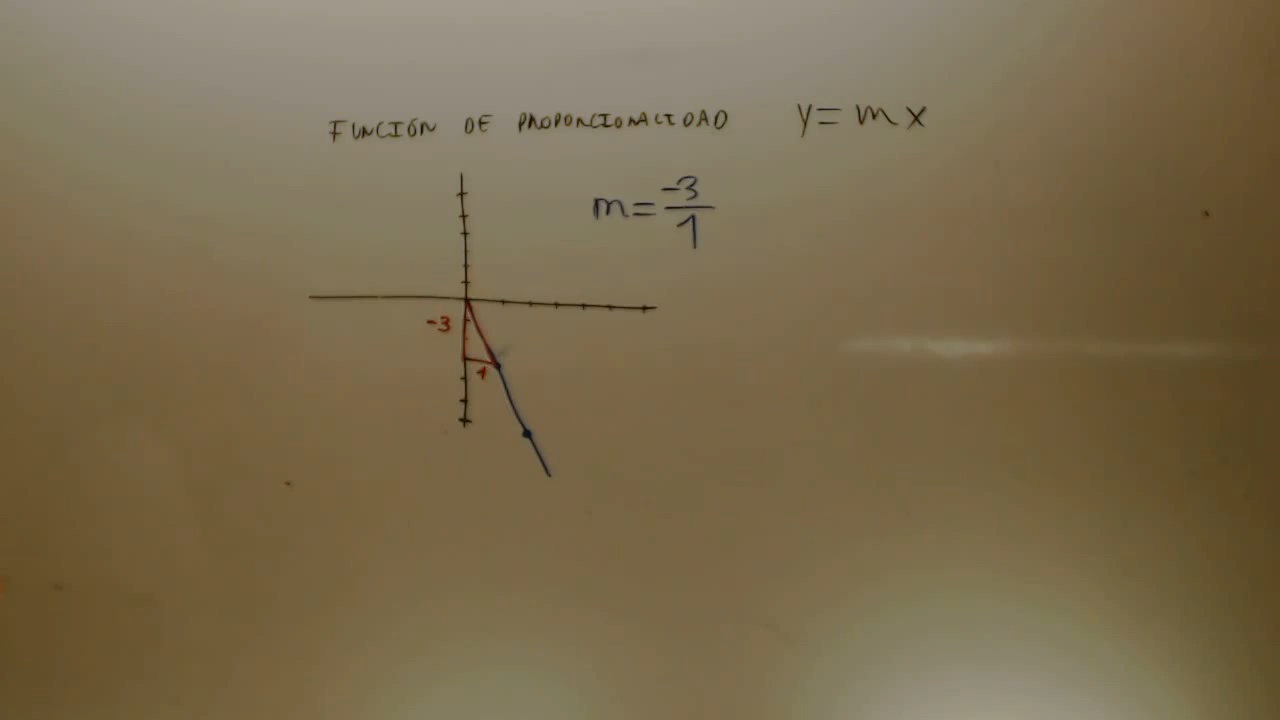 FUNCIÓN DE PROPORCIONALIDAD y = mx
m = -3/1
-3
1